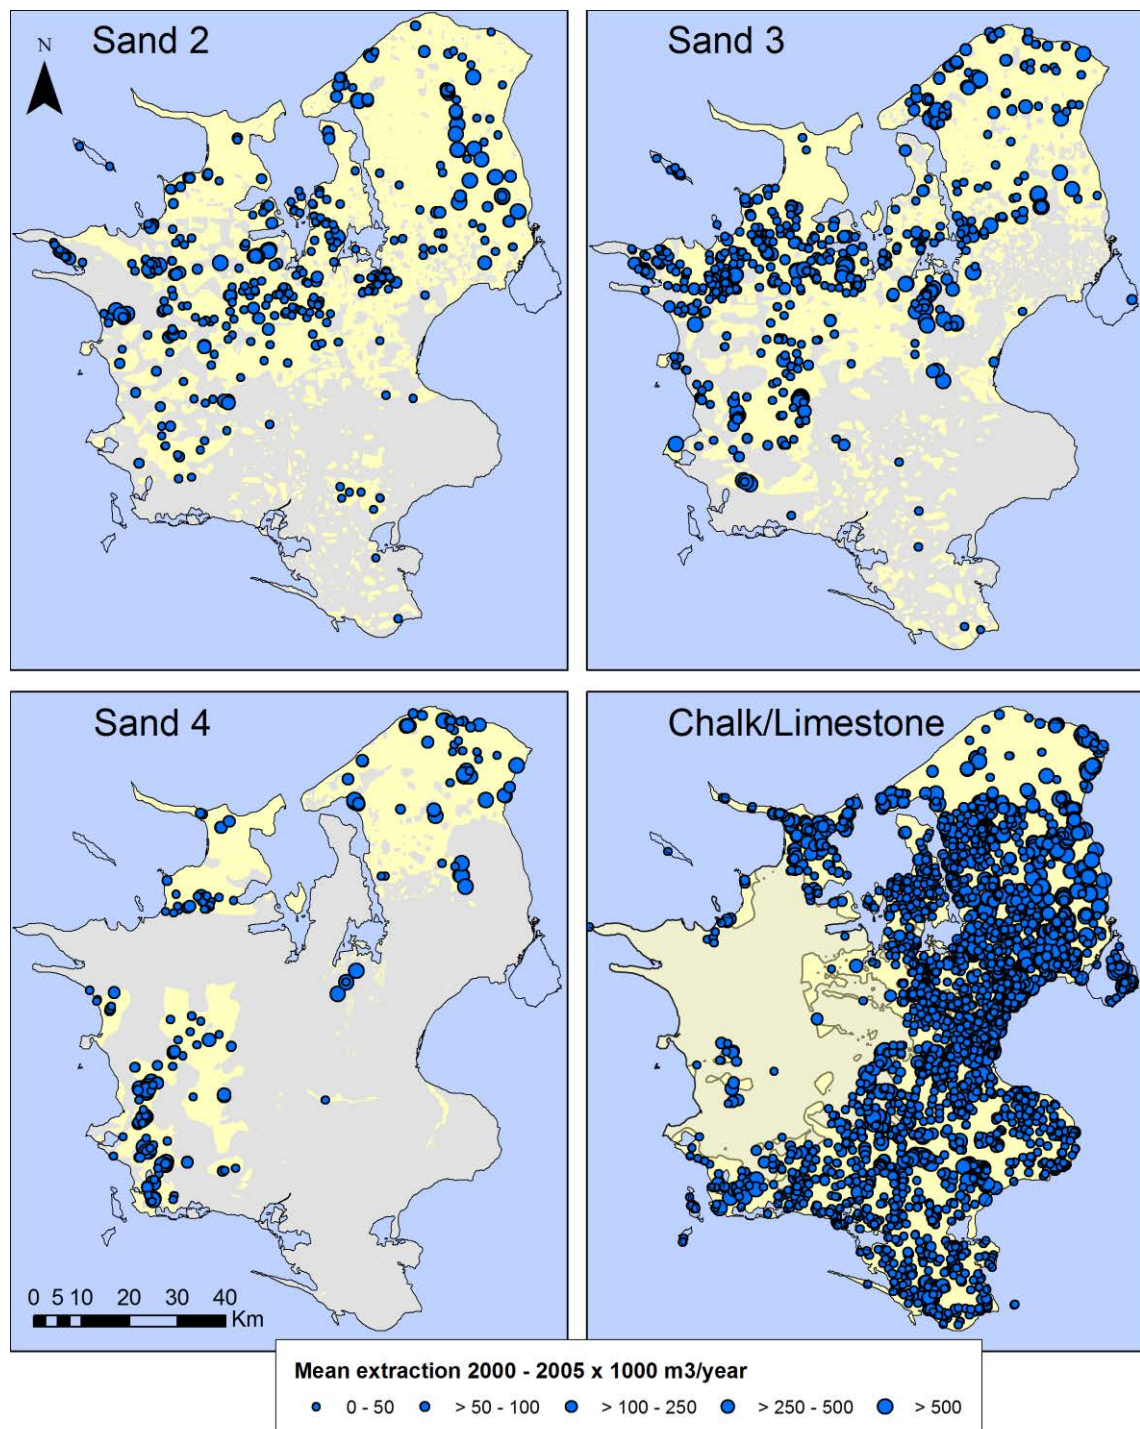 N
Sand 2
Sand 3
Sand 4
Chalk/Limestone
0 5 10 20 30 40
Km
Mean extraction 2000 - 2005 x 1000 m3/year
0 - 50 > 50 - 100 > 100 - 250 > 250 - 500 > 500